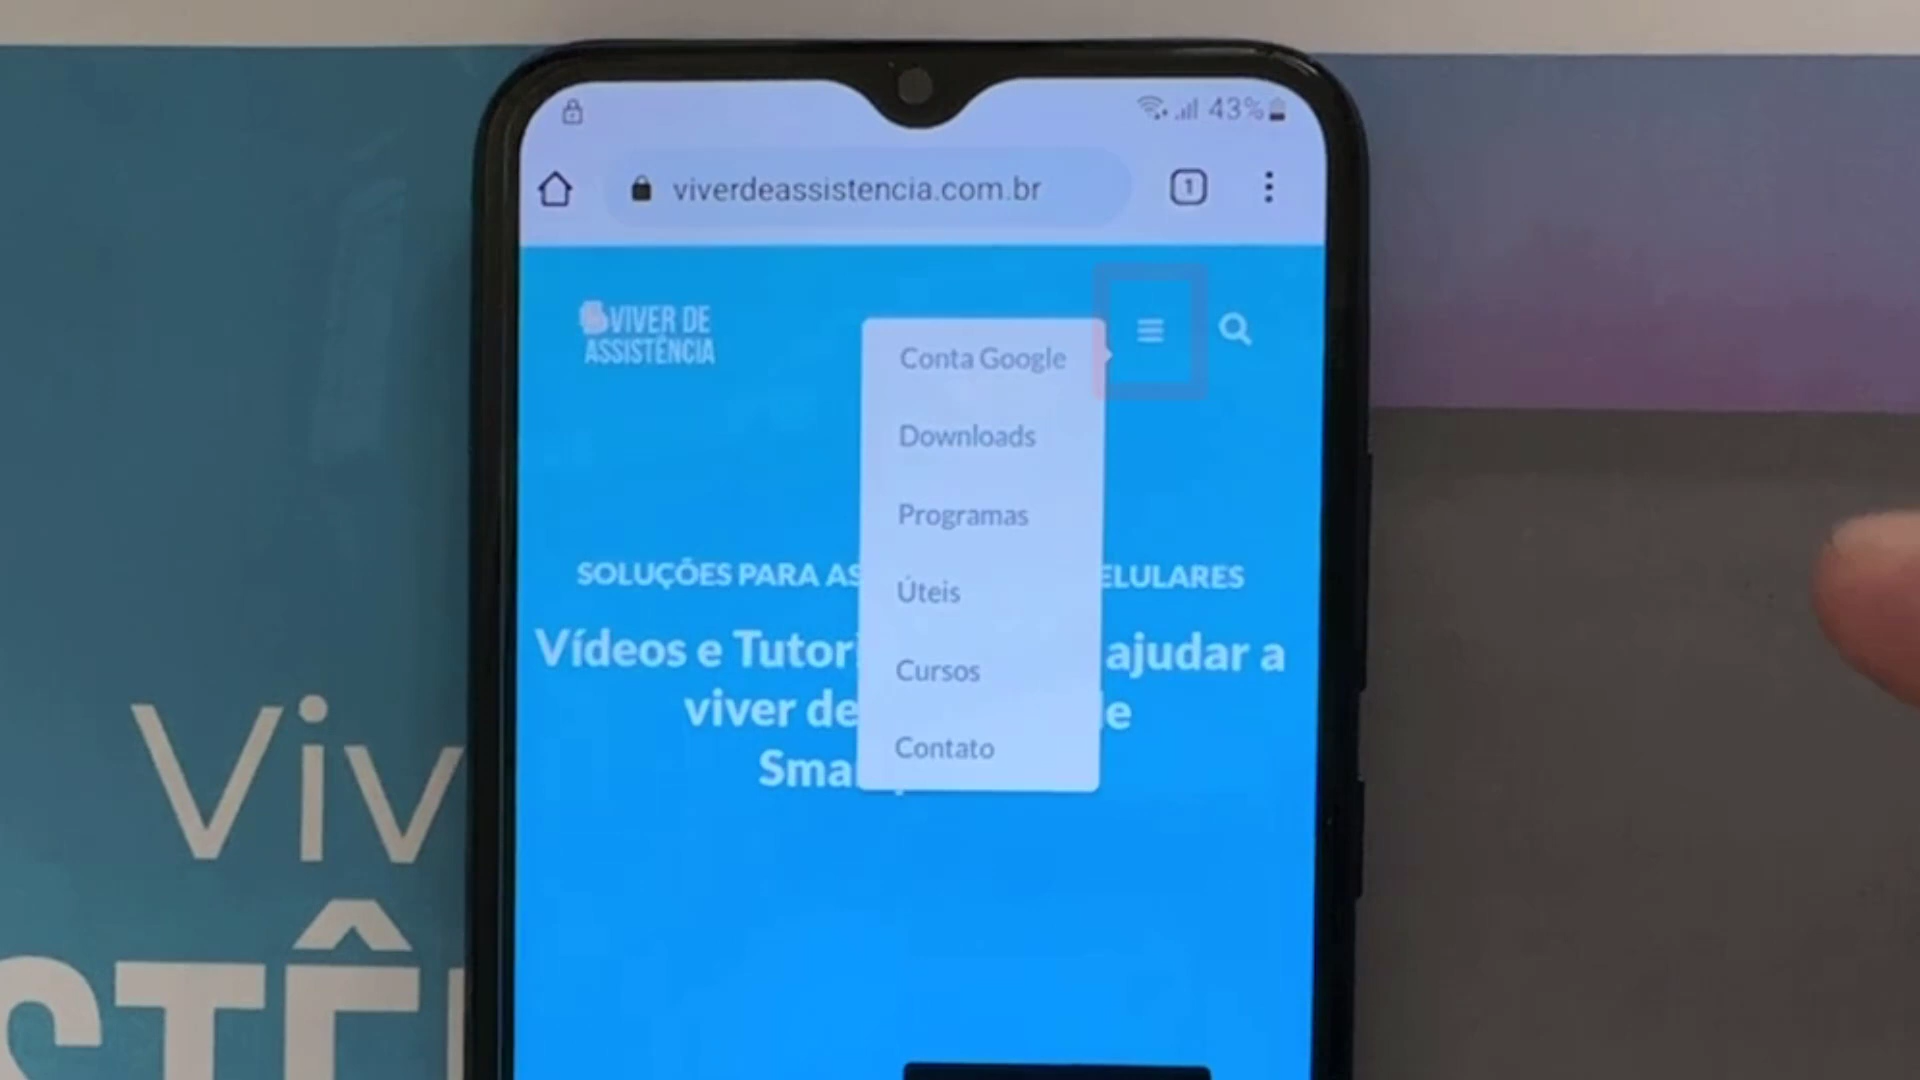 43%
viverdeassistencia.com.br
1
VIVER DE
ASSISTÊNCIA
Conta Google
Downloads
Programas
Úteis
Cursos
Contato
SOLUÇÕES PARA AS ELULARES
Vídeos e Tutori ajudar a
viver de e
Sma
Viv
STÊ